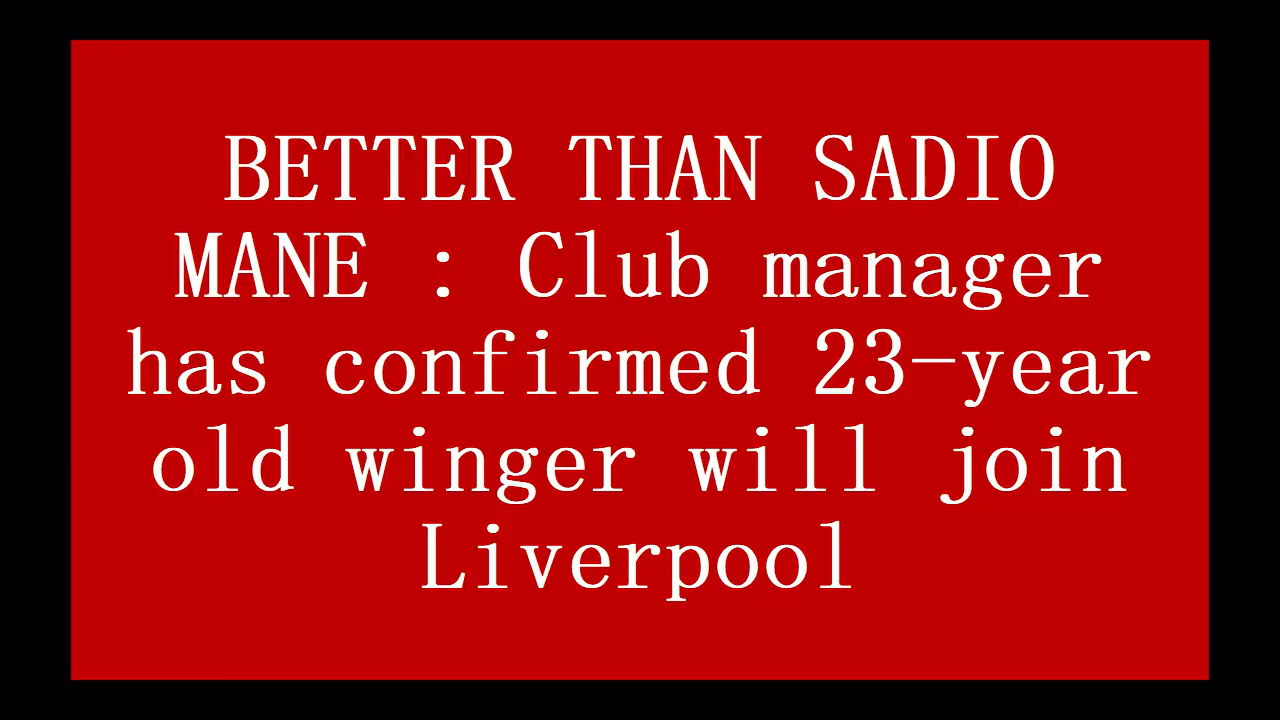 BETTER THAN SADIO
MANE : Club manager
has confirmed 23-year
old winger will join
Liverpool